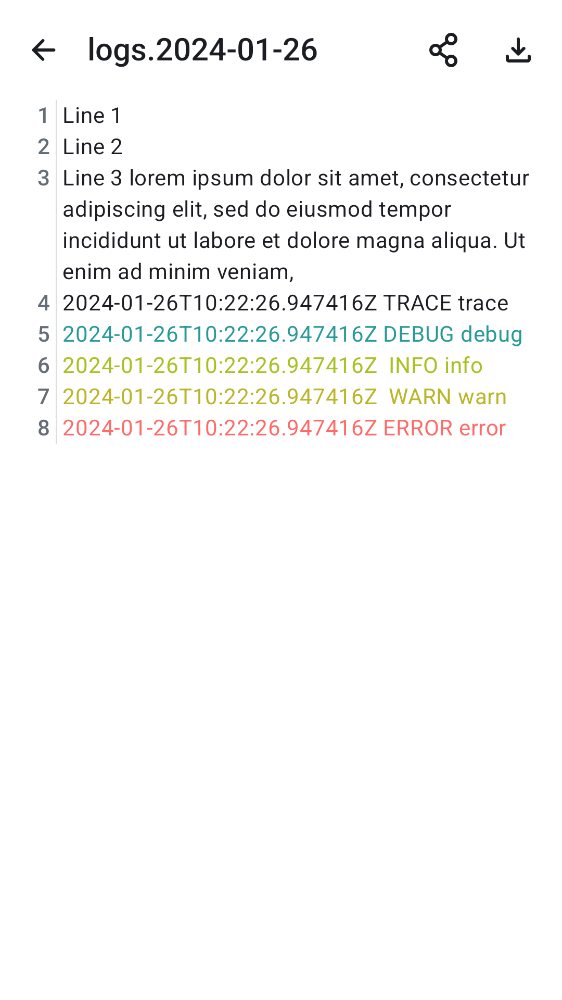 logs.2024-01-26
1 Line 1
2 Line 2
3 Line 3 lorem ipsum dolor sit amet, consectetur
adipiscing elit, sed do eiusmod tempor
incididunt ut labore et dolore magna aliqua. Ut
enim ad minim veniam,
4 2024-01-26T10:22:26.947416Z TRACE trace
5 2024-01-26T10:22:26.947416Z DEBUG debug
6 2024-01-26T10:22:26.947416Z  INFO info
7 2024-01-26T10:22:26.947416Z  WARN warn
8 2024-01-26T10:22:26.947416Z ERROR error